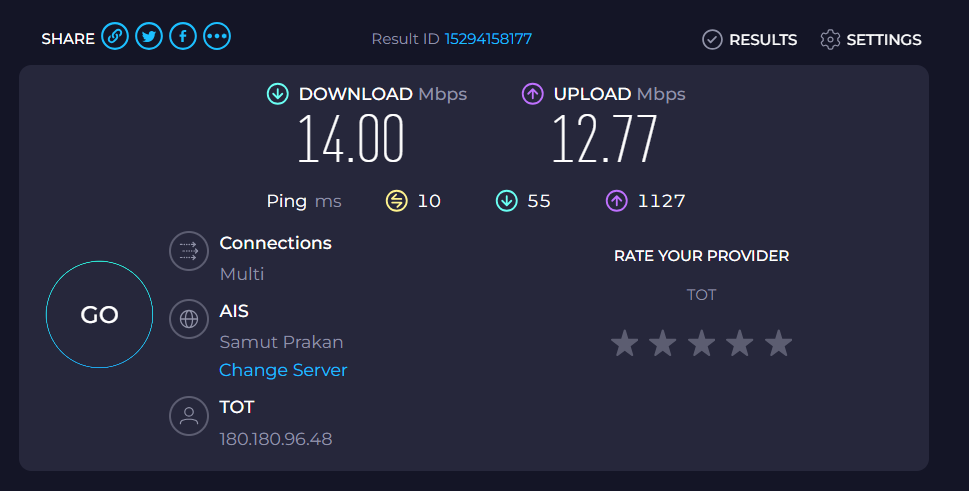 SHARE
Result ID 15294158177
RESULTS
SETTINGS
DOWNLOAD Mbps
14.00
UPLOAD Mbps
12.77
Ping ms 10 55 1127
GO
Connections
Multi
AIS
Samut Prakan
Change Server
TOT
180.180.96.48
RATE YOUR PROVIDER
TOT